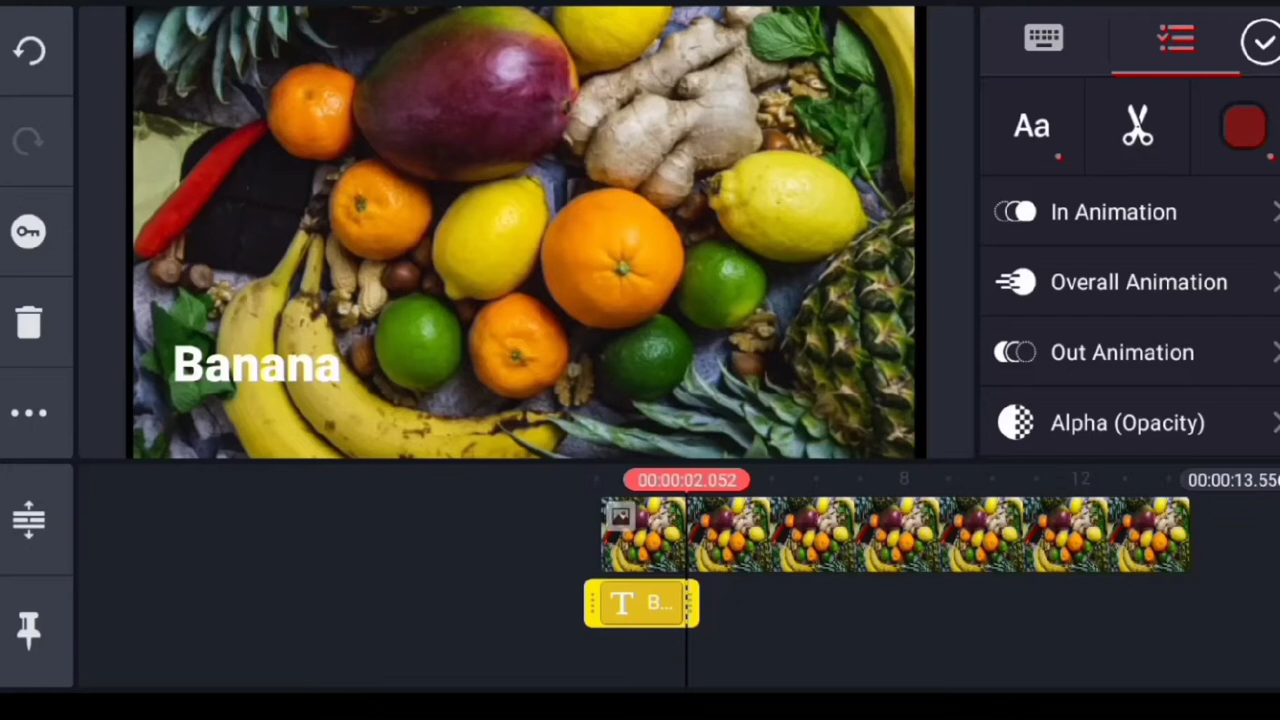 Aa
In Animation
Overall Animation
Out Animation
Alpha (Opacity)
Banana
00:00:02.052
8
12
00:00:13.556
T B...